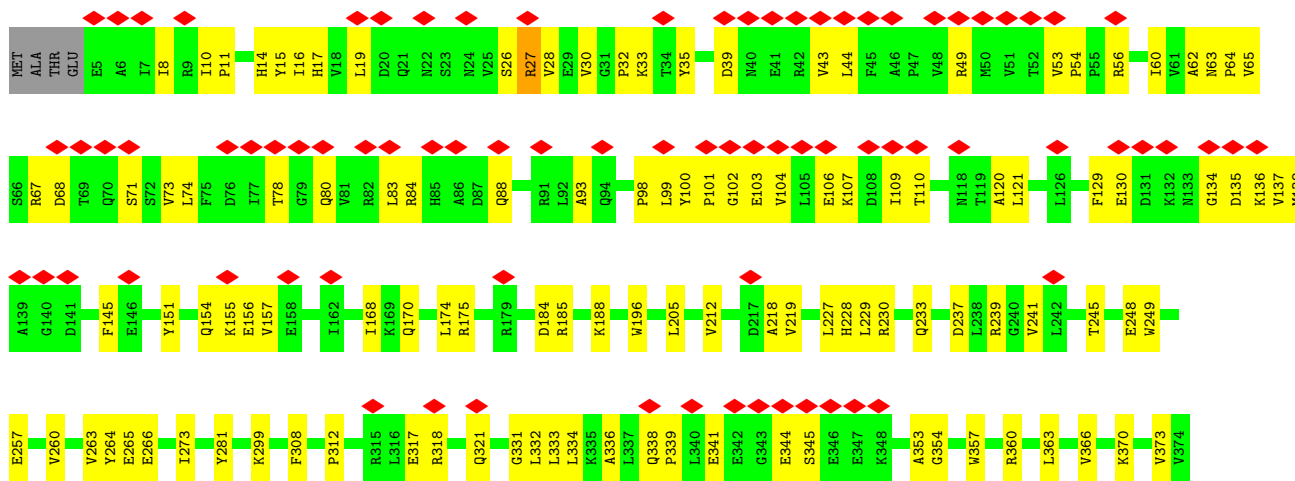 MET ALA THR GLU E5 A6 I7 I8 R9 I10 P11 H14 Y15 I16 H17 V18 L19 D20 Q21 N22 S23 N24 V25 S26 R27 V28 E29 V30 G31 P32 K33 T34 Y35 D39 N40 E41 R42 V43 L44 F45 A46 P47 V48 R49 M50 V51 T52 V53 P54 P55 R56 I60 V61 A62 N63 P64 V65
S66 R67 D68 T69 Q70 S71 S72 V73 L74 F75 D76 I77 T78 G79 Q80 V81 R82 L83 R84 H85 A86 D87 Q88 R91 L92 A93 Q94 P98 L99 Y100 P101 G102 E103 V104 L105 E106 K107 D108 I109 T110 N118 T119 A120 L121 L126 F129 E130 D131 K132 N133 G134 D135 K136 V137 M138
A139 G140 D141 F145 E146 Y151 Q154 K155 E156 V157 E158 I162 I168 K169 Q170 L174 R175 R179 D184 R185 K188 W196 L205 V212 D217 A218 V219 L227 H228 L229 R230 Q233 D237 L238 R239 G240 V241 L242 T245 E248 W249
E257 V260 V263 Y264 E265 E266 I273 Y281 K299 F308 P312 R315 L316 E317 R318 Q321 G331 L332 L333 L334 K335 A336 L337 Q338 P339 L340 E341 E342 G343 E344 S345 E346 E347 K348 A353 G354 W357 R360 L363 V366 K370 V373 V374